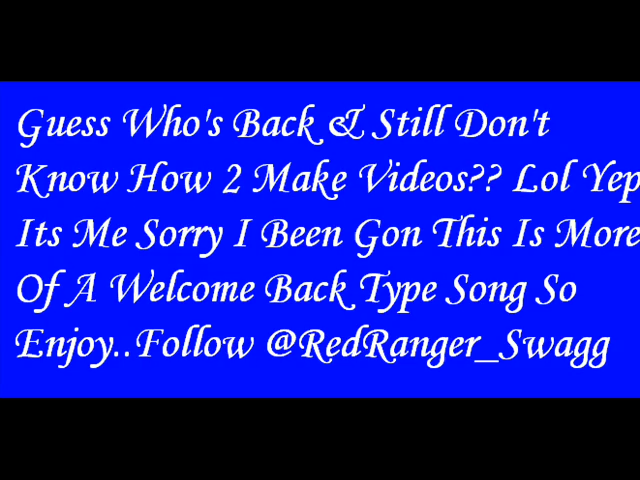 Guess Who's Back & Still Don't
Know How 2 Make Videos?? Lol Yep
Its Me Sorry I Been Gon This Is More
Of A Welcome Back Type Song So
Enjoy..Follow @RedRanger_Swagg